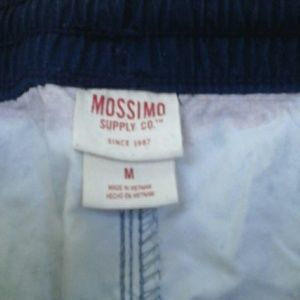 MOSSIMO
SUPPLY CO.™
SINCE 1987
M
MADE IN VIETNAM
HECHO EN VIETNAM